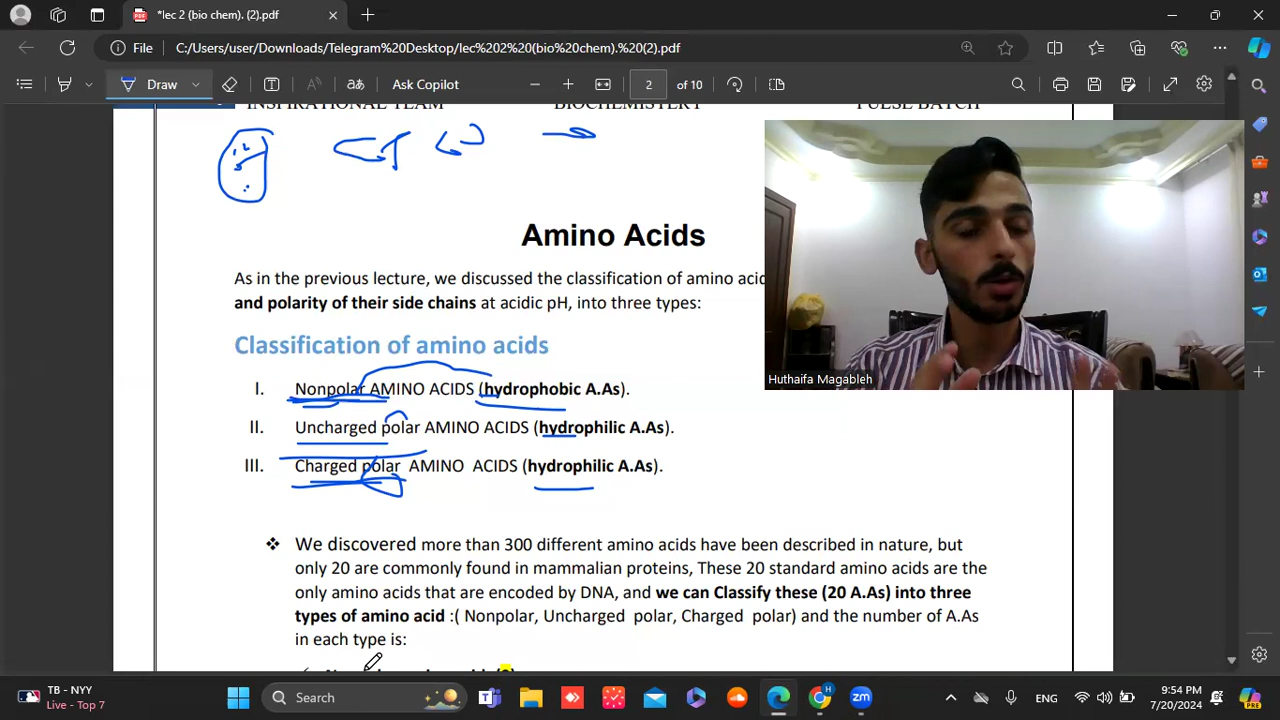 *lec 2 (bio chem). (2).pdf
File C:/Users/user/Downloads/Telegram%20Desktop/lec%202%20(bio%20chem).%20(2).pdf
Draw Ask Copilot 2 of 10
INSPIRATIONAL TEAM BIOCHEMISTERY PULSE BATCH
Amino Acids
As in the previous lecture, we discussed the classification of amino acid
and polarity of their side chains at acidic pH, into three types:
Huthaifa Magableh
Classification of amino acids
I. Nonpolar AMINO ACIDS (hydrophobic A.As).
II. Uncharged polar AMINO ACIDS (hydrophilic A.As).
III. Charged polar AMINO ACIDS (hydrophilic A.As).
❖ We discovered more than 300 different amino acids have been described in nature, but
only 20 are commonly found in mammalian proteins, These 20 standard amino acids are the
only amino acids that are encoded by DNA, and we can Classify these (20 A.As) into three
types of amino acid :( Nonpolar, Uncharged polar, Charged polar) and the number of A.As
in each type is:
TB - NYY
Live - Top 7
Search
ENG
9:54 PM
7/20/2024